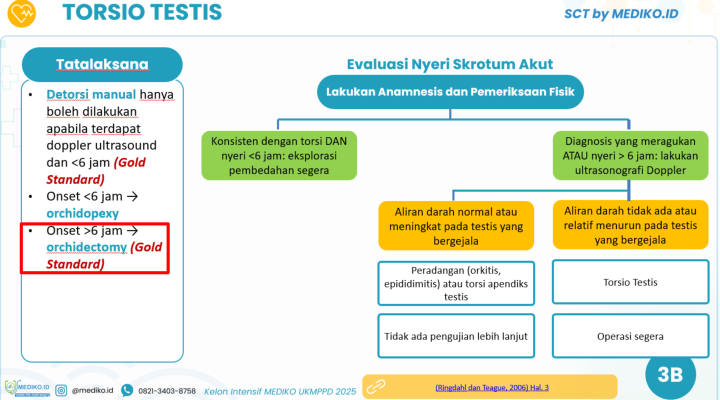 TORSIO TESTIS
SCT by MEDIKO.ID
Tatalaksana
• Detorsi manual hanya
boleh dilakukan
apabila terdapat
doppler ultrasound
dan <6 jam (Gold
Standard)
• Onset <6 jam →
orchidopexy
• Onset >6 jam →
orchidectomy (Gold
Standard)
Evaluasi Nyeri Skrotum Akut
Lakukan Anamnesis dan Pemeriksaan Fisik
Konsisten dengan torsi DAN
nyeri <6 jam: eksplorasi
pembedahan segera
Diagnosis yang meragukan
ATAU nyeri > 6 jam: lakukan
ultrasonografi Doppler
Aliran darah normal atau
meningkat pada testis yang
bergejala
Aliran darah tidak ada atau
relatif menurun pada testis
yang bergejala
Peradangan (orkitis,
epididimitis) atau torsi apendiks
testis
Torsio Testis
Tidak ada pengujian lebih lanjut
Operasi segera
3B
MEDIKO.ID
@mediko.id
0821-3403-8758
Kelon Intensif MEDIKO UKMPPD 2025
(Ringdahl dan Teague, 2006) Hal. 3